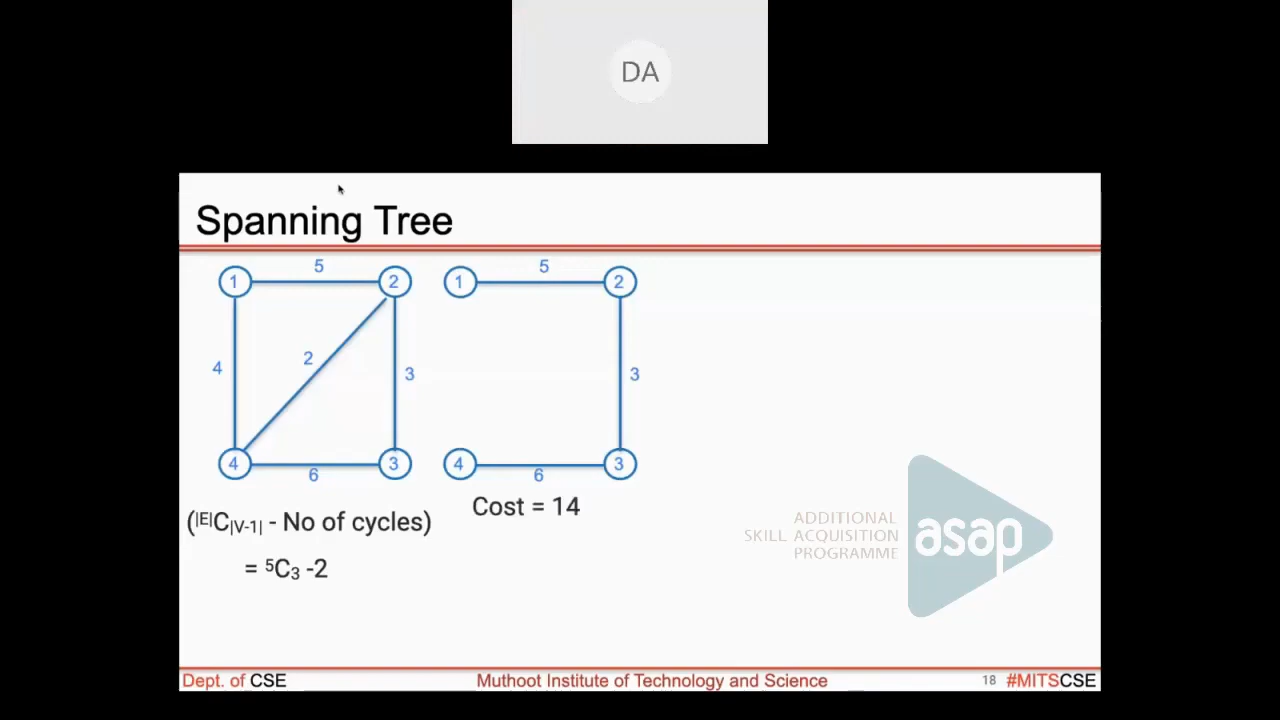 DA
Spanning Tree
5
1
2
4
2
3
4
3
6
5
1
2
3
4
3
6
(|E|C|V-1| - No of cycles)
= 5C3 -2
Cost = 14
ADDITIONAL
SKILL ACQUISITION
PROGRAMME
asap
Dept. of CSE
Muthoot Institute of Technology and Science
18
#MITSCSE